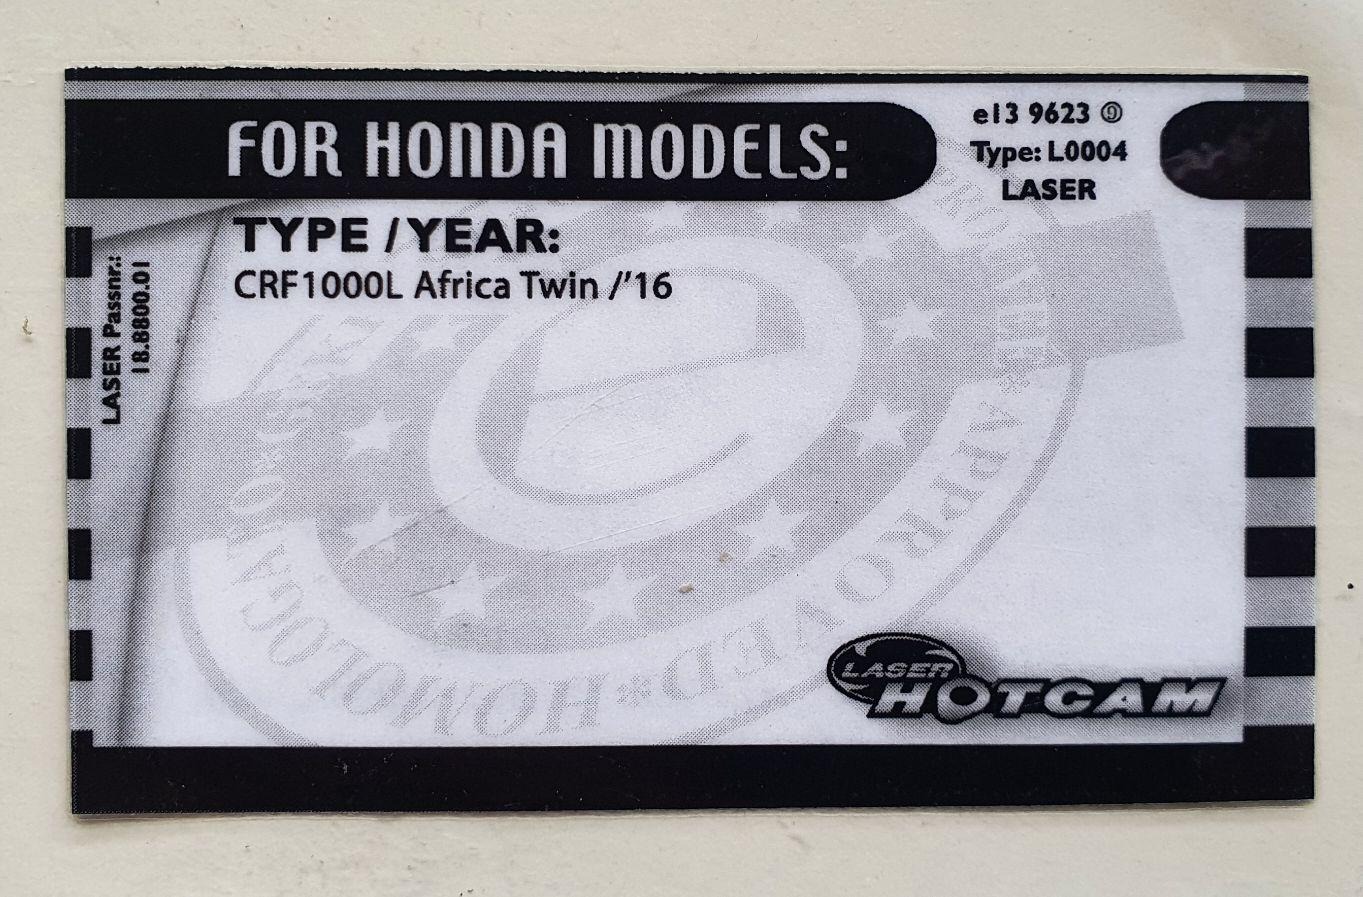 FOR HONDA MODELS:
e13 9623 ⑨
Type: L0004
LASER
TYPE / YEAR:
CRF1000L Africa Twin /'16
LASER Passnr.:
18.8800.01
HOMOLOGA
APPROVED
LASER
HOTCAM